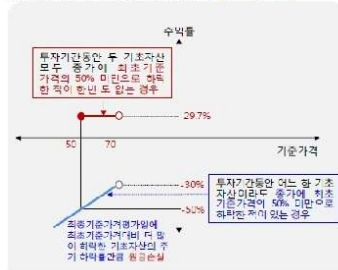 수익률
투자기간동안 두 기초자산
모두 종가에 최초기준
가격의 50% 미만으로 하락
한 적이 한번도 없는 경우
29.7%
50 70
기준가격
-30%
투자기간동안 어느 한 기초
자산이라도 종가에 최초
기준가격의 50% 미만으로
하락한 적이 있는 경우
-50%
최종기준가격평가일에
최초기준가격대비 더 많
이 하락한 기초자산의 주
가 하락률만큼 원금손실